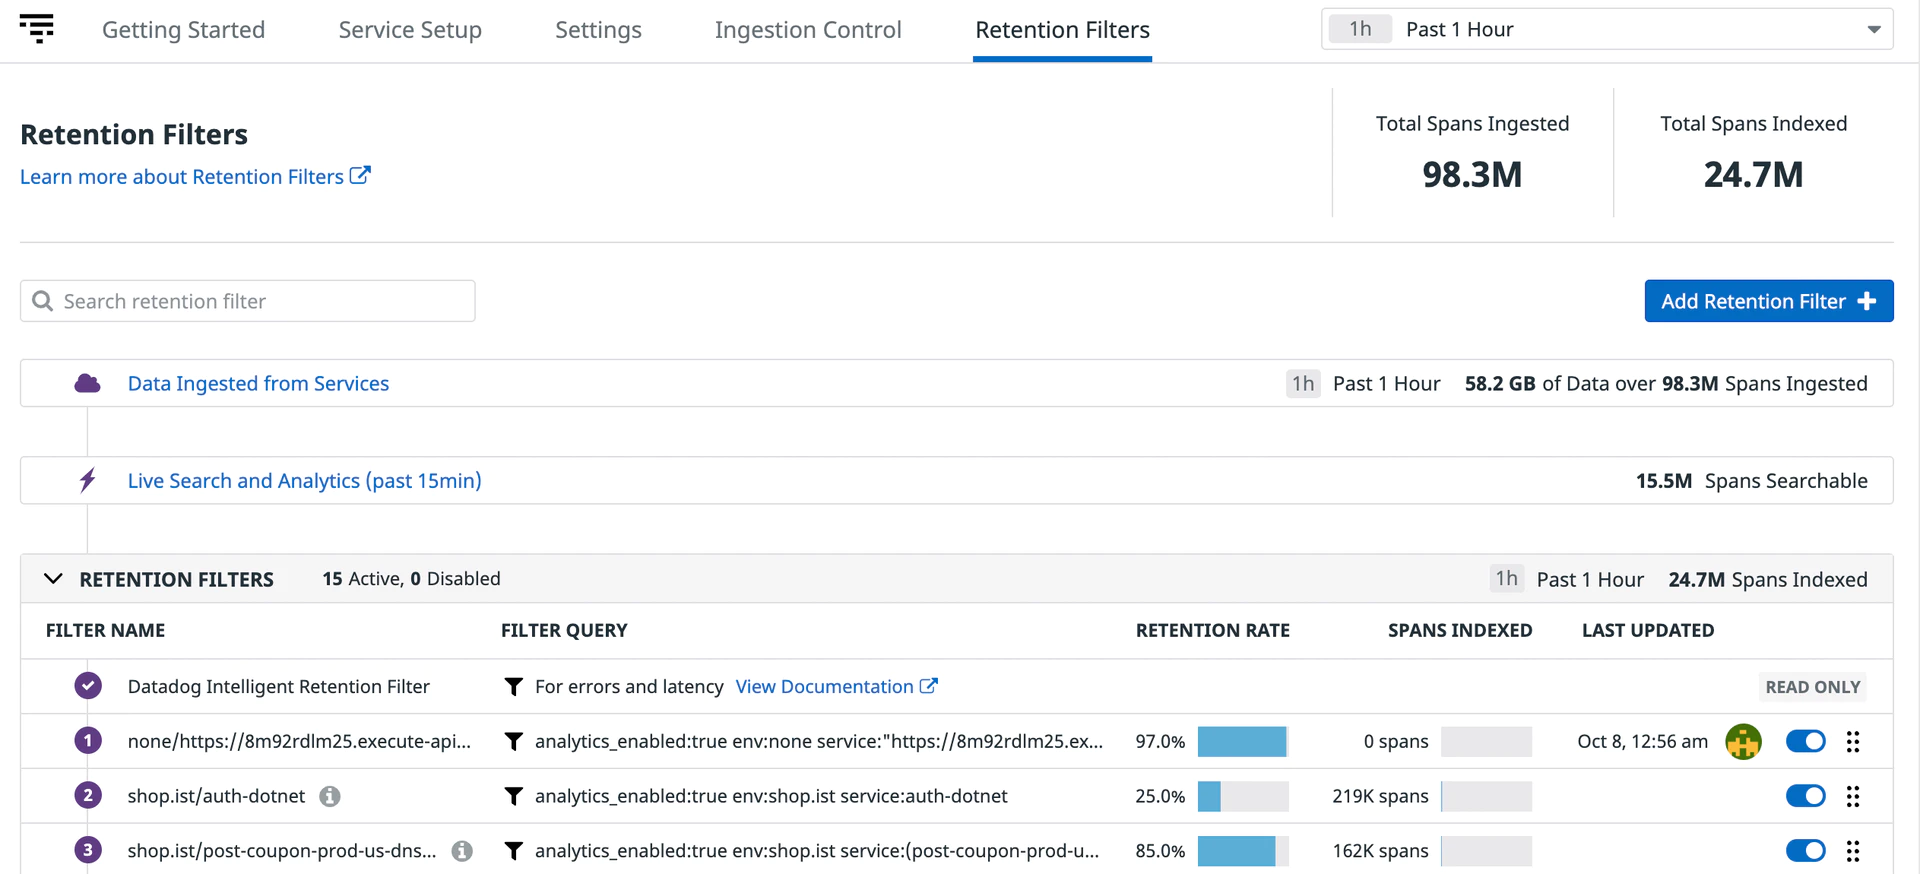 Getting Started Service Setup Settings Ingestion Control Retention Filters 1h Past 1 Hour
Retention Filters
Learn more about Retention Filters
Total Spans Ingested
98.3M
Total Spans Indexed
24.7M
Search retention filter
Add Retention Filter
Data Ingested from Services 1h Past 1 Hour 58.2 GB of Data over 98.3M Spans Ingested
Live Search and Analytics (past 15min) 15.5M Spans Searchable
RETENTION FILTERS 15 Active, 0 Disabled 1h Past 1 Hour 24.7M Spans Indexed
FILTER NAME FILTER QUERY RETENTION RATE SPANS INDEXED LAST UPDATED
Datadog Intelligent Retention Filter For errors and latency View Documentation READ ONLY
1 none/https://8m92rdlm25.execute-api... analytics_enabled:true env:none service:"https://8m92rdlm25.ex... 97.0% 0 spans Oct 8, 12:56 am
2 shop.ist/auth-dotnet analytics_enabled:true env:shop.ist service:auth-dotnet 25.0% 219K spans
3 shop.ist/post-coupon-prod-us-dns... analytics_enabled:true env:shop.ist service:(post-coupon-prod-u... 85.0% 162K spans